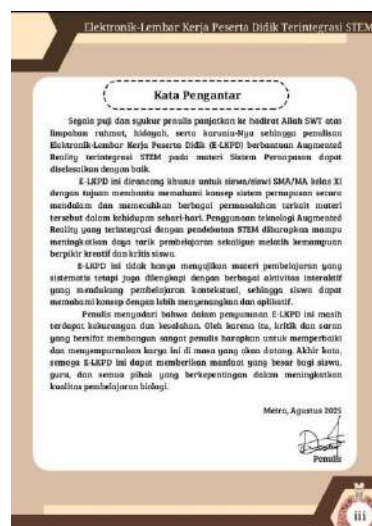 Elektronik-Lembar Kerja Peserta Didik Terintegrasi STEM
Kata Pengantar
Segala puji dan syukur penulis panjatkan ke hadirat Allah SWT atas
limpahan rahmat, hidayah, serta karunia-Nya sehingga penulisan
Elektronik-Lembar Kerja Peserta Didik (E-LKPD) berbantuan Augmented
Reality terintegrasi STEM pada materi Sistem Pernapasan dapat
diselesaikan dengan baik.
E-LKPD ini dirancang khusus untuk siswa/siswi SMA/MA kelas XI
dengan tujuan membantu memahami konsep sistem pernapasan secara
mendalam dan memecahkan berbagai permasalahan terkait materi
tersebut dalam kehidupan sehari-hari. Penggunaan teknologi Augmented
Reality yang terintegrasi dengan pendekatan STEM diharapkan mampu
meningkatkan daya tarik pembelajaran sekaligus melatih kemampuan
berpikir kreatif dan kritis siswa.
E-LKPD ini tidak hanya menyajikan materi pembelajaran yang
sistematis tetapi juga dilengkapi dengan berbagai aktivitas interaktif
yang mendukung pembelajaran kontekstual, sehingga siswa dapat
memahami konsep dengan lebih menyenangkan dan aplikatif.
Penulis menyadari bahwa dalam penyusunan E-LKPD ini masih
terdapat kekurangan dan kesalahan. Oleh karena itu, kritik dan saran
yang bersifat membangun sangat penulis harapkan untuk memperbaiki
dan menyempurnakan karya ini di masa yang akan datang. Akhir kata,
semoga E-LKPD ini dapat memberikan manfaat yang besar bagi siswa,
guru, dan semua pihak yang berkepentingan dalam meningkatkan
kualitas pembelajaran biologi.
Metro, Agustus 2025
Penulis
iii